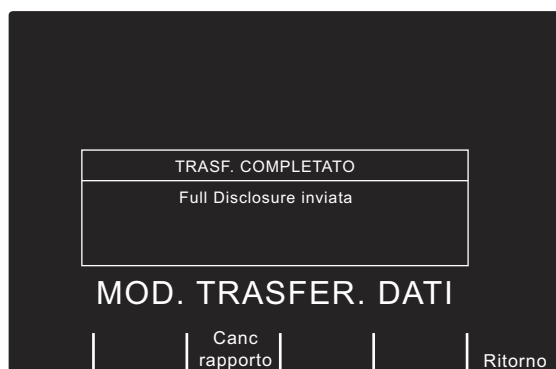 TRASF. COMPLETATO
Full Disclosure inviata
MOD. TRASFER. DATI
Canc
rapporto
Ritorno